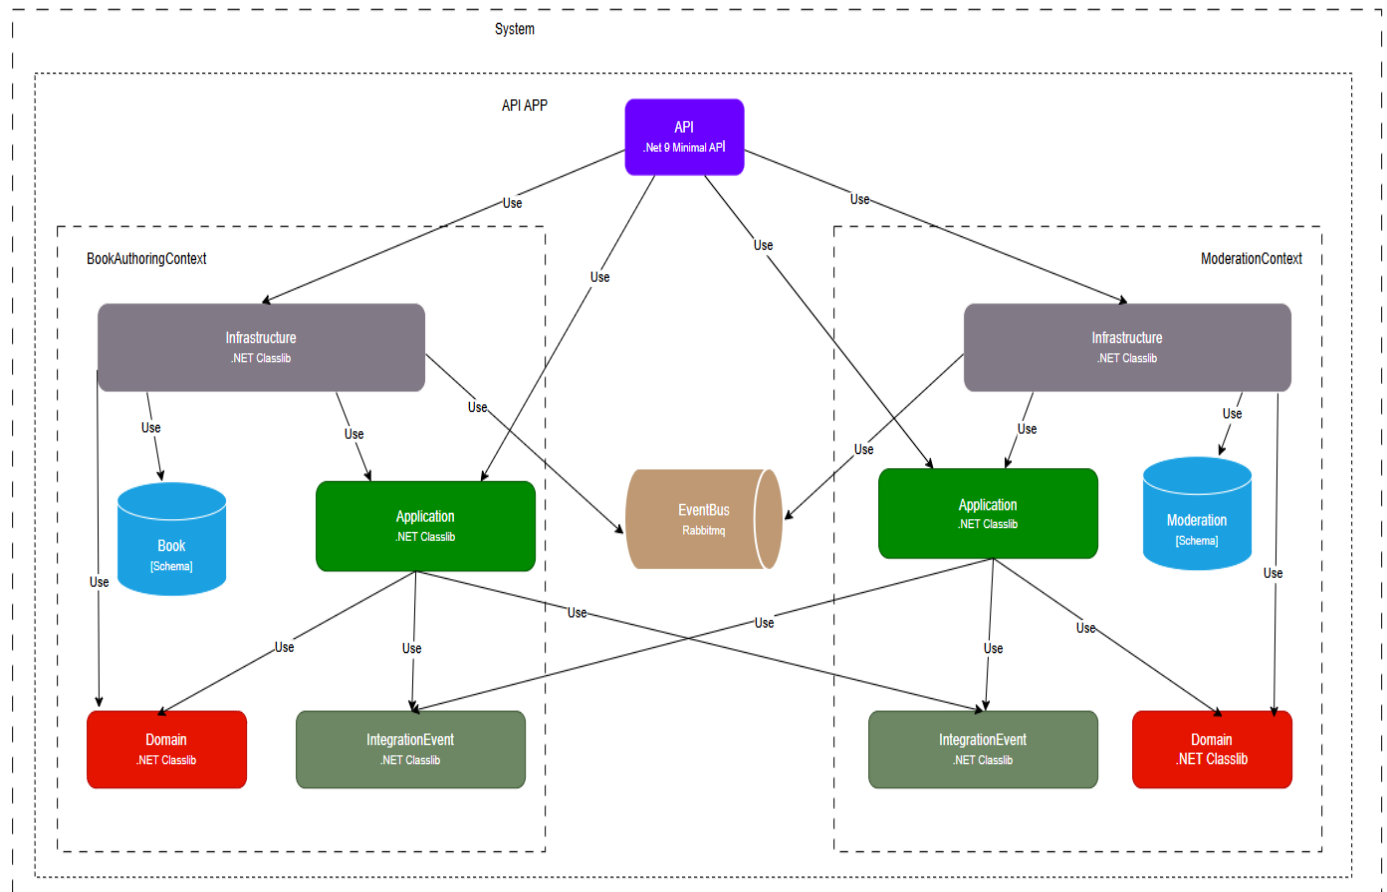 System
API APP
API
.Net 9 Minimal API
Use
Use
Use
Use
BookAuthoringContext
ModerationContext
Infrastructure
.NET Classlib
Infrastructure
.NET Classlib
Use
Use
Use
Use
Use
Use
Use
Application
.NET Classlib
EventBus
Rabbitmq
Application
.NET Classlib
Book
[Schema]
Moderation
[Schema]
Use
Use
Use
Use
Use
Use
Use
Use
Domain
.NET Classlib
IntegrationEvent
.NET Classlib
IntegrationEvent
.NET Classlib
Domain
.NET Classlib